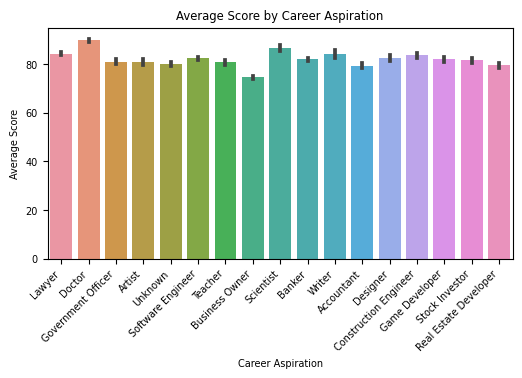 Average Score by Career Aspiration
Average Score
80
60
40
20
0
Lawyer
Doctor
Government Officer
Artist
Unknown
Software Engineer
Teacher
Business Owner
Scientist
Banker
Writer
Accountant
Designer
Construction Engineer
Game Developer
Stock Investor
Real Estate Developer
Career Aspiration